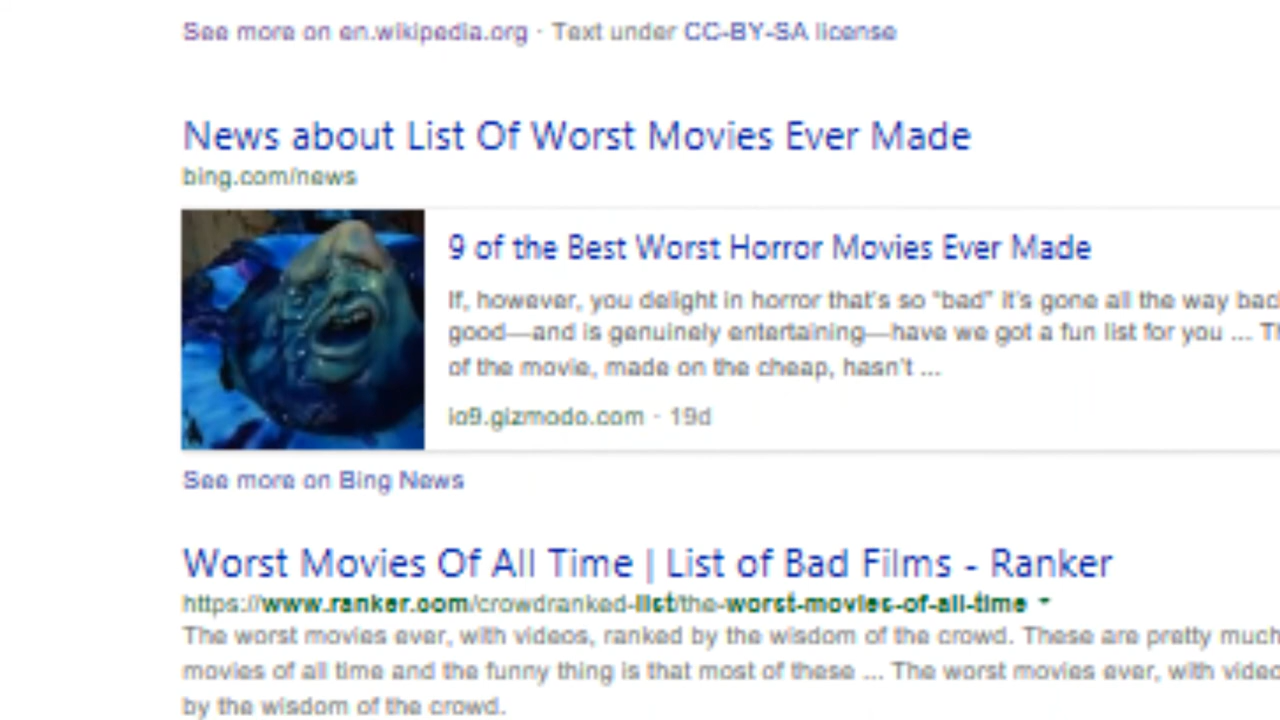 See more on en.wikipedia.org · Text under CC-BY-SA license
News about List Of Worst Movies Ever Made
bing.com/news
9 of the Best Worst Horror Movies Ever Made
If, however, you delight in horror that's so "bad" it's gone all the way bac
good—and is genuinely entertaining—have we got a fun list for you ... Th
of the movie, made on the cheap, hasn't ...
io9.gizmodo.com · 19d
See more on Bing News
Worst Movies Of All Time | List of Bad Films - Ranker
https://www.ranker.com/crowdranked-list/the-worst-movies-of-all-time
The worst movies ever, with videos, ranked by the wisdom of the crowd. These are pretty much
movies of all time and the funny thing is that most of these ... The worst movies ever, with video
by the wisdom of the crowd.